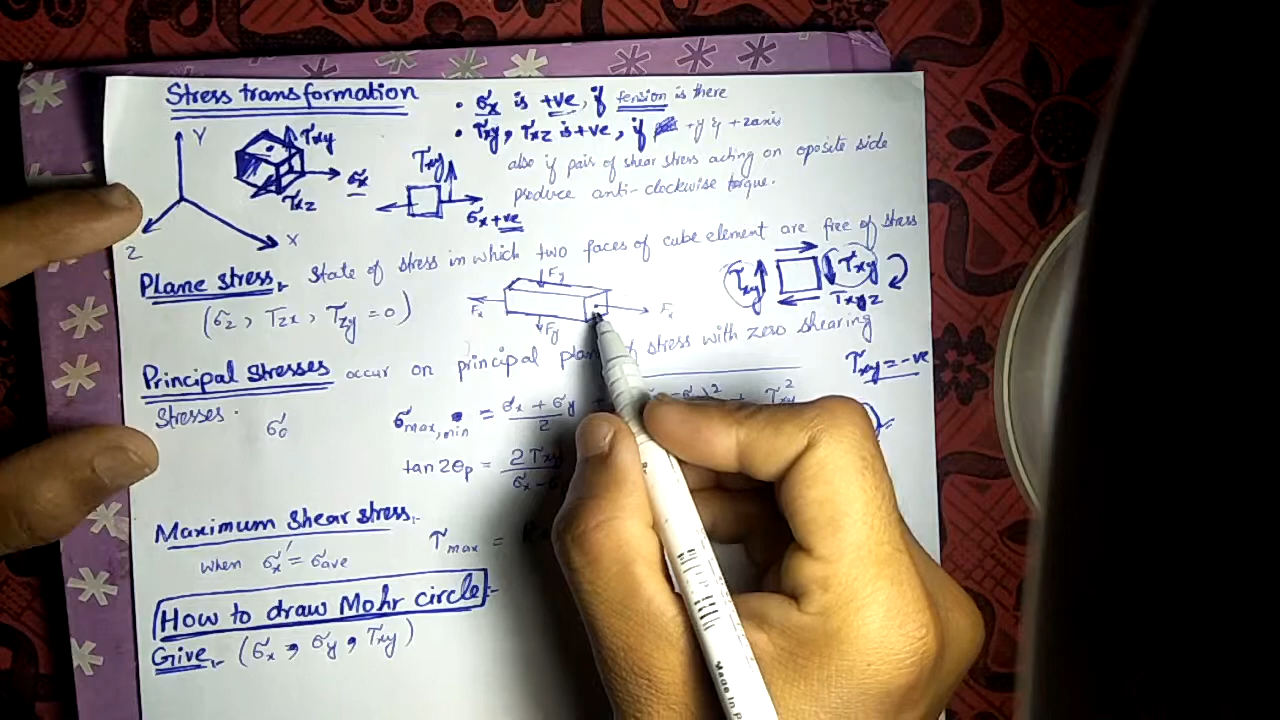 Stress transformation
• σx is +ve, if tension is there
• τxy, τxz is +ve, if +y & +z axis
also if pair of shear stress acting on opposite side
produce anti-clockwise torque.
Y
τxy
σx
τxz
Z
X
τxy
σx +ve
Plane stress:- State of stress in which two faces of cube element are free of stress
(σz, τzx, τzy = 0)
Fy
Fx
Fx
Fy
τxy
τxy
τxyz
τxy = -ve
Principal stresses occur on principal of stress with zero shearing
stresses.
σmax,min = σx + σy / 2
τxy²
tan2θp = 2τxy
Maximum shear stress:-
when σx' = σave
τmax =
How to draw Mohr circle:-
Give:- (σx, σy, τxy)
Made in